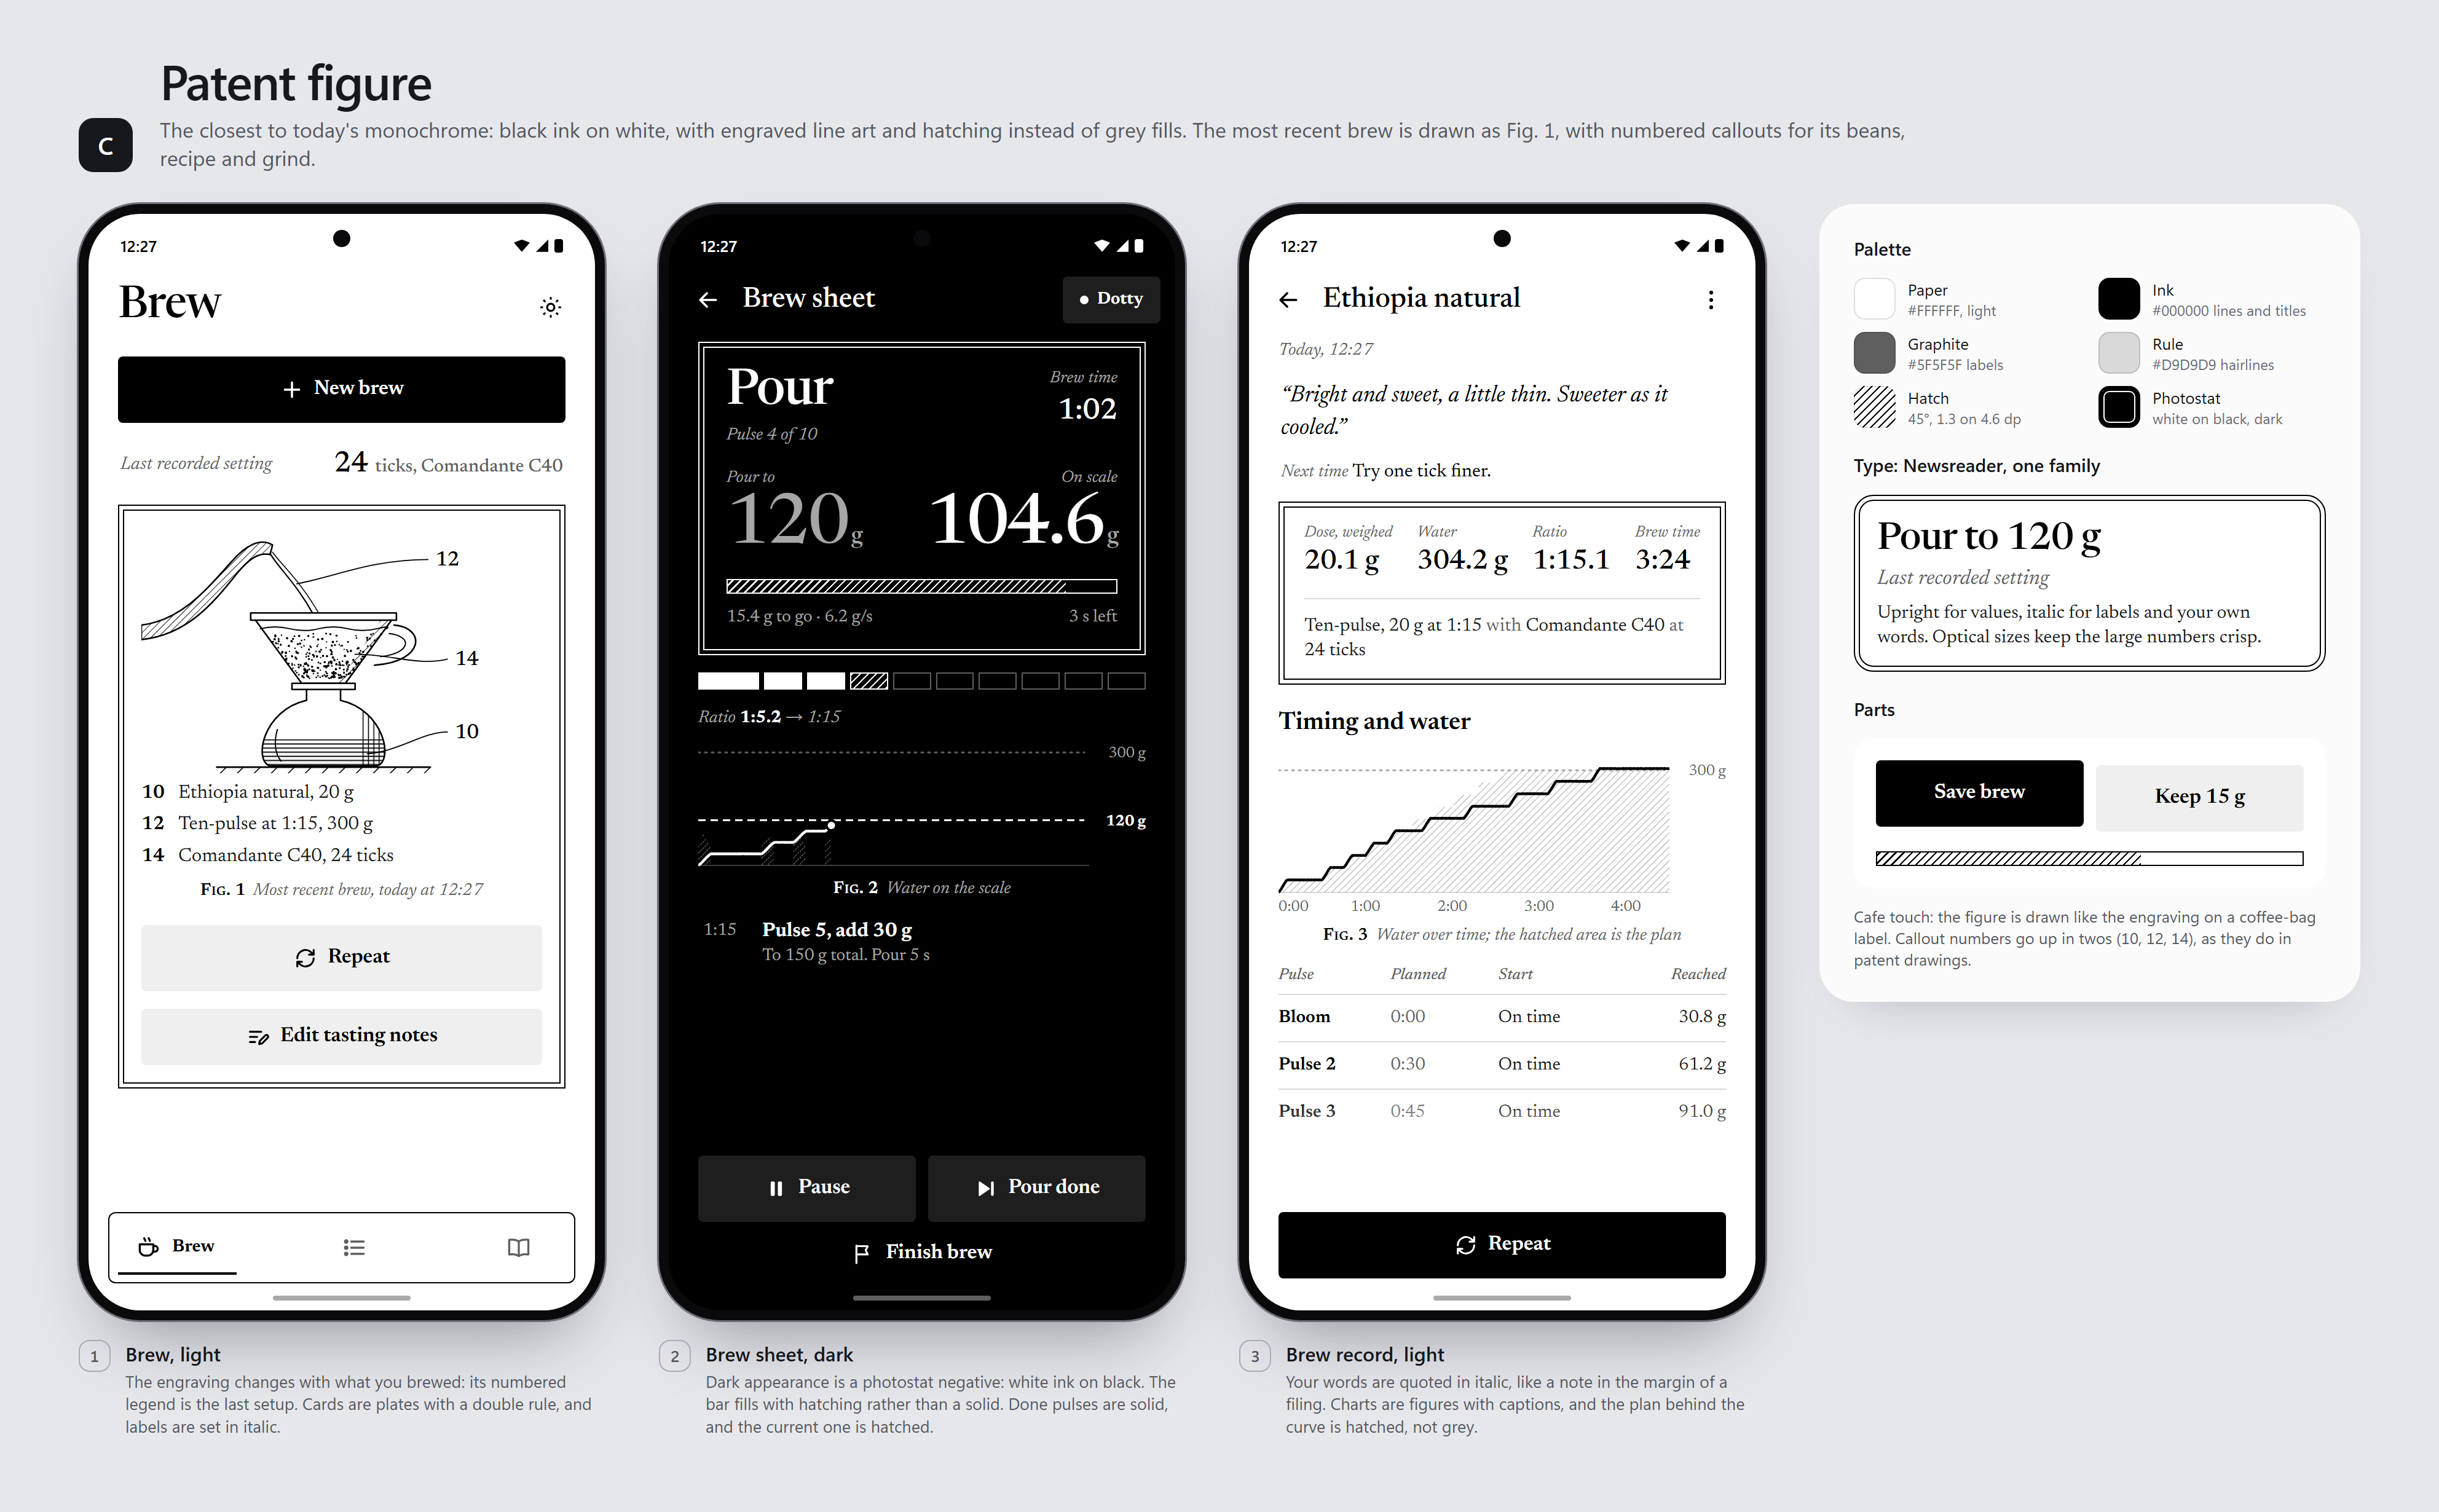 Patent figure
C
The closest to today's monochrome: black ink on white, with engraved line art and hatching instead of grey fills. The most recent brew is drawn as Fig. 1, with numbered callouts for its beans,
recipe and grind.
12:27
Brew
New brew
Last recorded setting
24 ticks, Comandante C40
12
14
10
10 Ethiopia natural, 20 g
12 Ten-pulse at 1:15, 300 g
14 Comandante C40, 24 ticks
FIG. 1 Most recent brew, today at 12:27
Repeat
Edit tasting notes
Brew
1
Brew, light
The engraving changes with what you brewed: its numbered
legend is the last setup. Cards are plates with a double rule, and
labels are set in italic.
12:27
Brew sheet
Dotty
Pour
Brew time
1:02
Pulse 4 of 10
Pour to
On scale
120g
104.6g
15.4 g to go · 6.2 g/s
3 s left
Ratio 1:5.2 → 1:15
300 g
120 g
FIG. 2 Water on the scale
1:15
Pulse 5, add 30 g
To 150 g total. Pour 5 s
Pause
Pour done
Finish brew
2
Brew sheet, dark
Dark appearance is a photostat negative: white ink on black. The
bar fills with hatching rather than a solid. Done pulses are solid,
and the current one is hatched.
12:27
Ethiopia natural
Today, 12:27
“Bright and sweet, a little thin. Sweeter as it
cooled.”
Next time Try one tick finer.
Dose, weighed Water Ratio Brew time
20.1 g 304.2 g 1:15.1 3:24
Ten-pulse, 20 g at 1:15 with Comandante C40 at
24 ticks
Timing and water
300 g
0:00 1:00 2:00 3:00 4:00
FIG. 3 Water over time; the hatched area is the plan
Pulse Planned Start Reached
Bloom 0:00 On time 30.8 g
Pulse 2 0:30 On time 61.2 g
Pulse 3 0:45 On time 91.0 g
Repeat
3
Brew record, light
Your words are quoted in italic, like a note in the margin of a
filing. Charts are figures with captions, and the plan behind the
curve is hatched, not grey.
Palette
Paper
#FFFFFF, light
Ink
#000000 lines and titles
Graphite
#5F5F5F labels
Rule
#D9D9D9 hairlines
Hatch
45°, 1.3 on 4.6 dp
Photostat
white on black, dark
Type: Newsreader, one family
Pour to 120 g
Last recorded setting
Upright for values, italic for labels and your own
words. Optical sizes keep the large numbers crisp.
Parts
Save brew
Keep 15 g
Cafe touch: the figure is drawn like the engraving on a coffee-bag
label. Callout numbers go up in twos (10, 12, 14), as they do in
patent drawings.